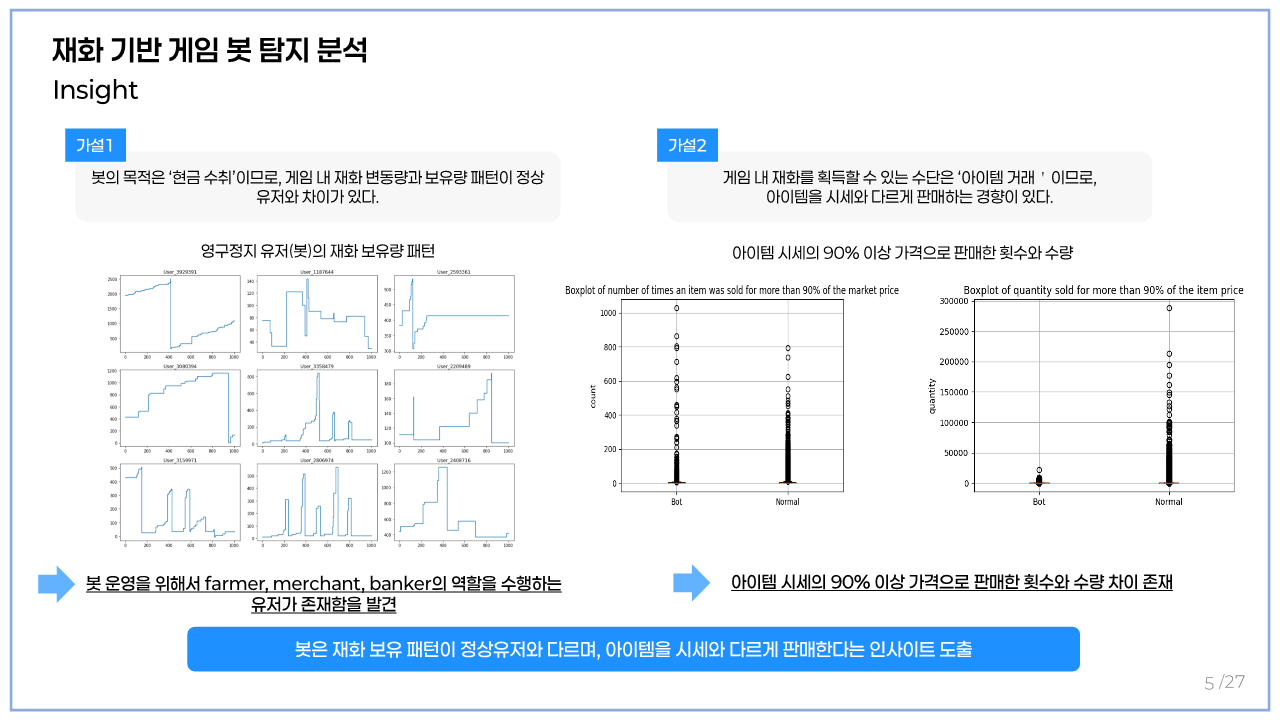 재화 기반 게임 봇 탐지 분석
Insight
가설1
봇의 목적은 ‘현금 수취’이므로, 게임 내 재화 변동량과 보유량 패턴이 정상
유저와 차이가 있다.
영구정지 유저(봇)의 재화 보유량 패턴
User_3929391
User_1187644
User_2593361
User_3080394
User_3358479
User_2209489
User_3159971
User_2806974
User_2408716
봇 운영을 위해서 farmer, merchant, banker의 역할을 수행하는
유저가 존재함을 발견
가설2
게임 내 재화를 획득할 수 있는 수단은 ‘아이템 거래 ’ 이므로,
아이템을 시세와 다르게 판매하는 경향이 있다.
아이템 시세의 90% 이상 가격으로 판매한 횟수와 수량
Boxplot of number of times an item was sold for more than 90% of the market price
count
1000
800
600
400
200
0
Bot Normal
Boxplot of quantity sold for more than 90% of the item price
quantity
300000
250000
200000
150000
100000
50000
0
Bot Normal
아이템 시세의 90% 이상 가격으로 판매한 횟수와 수량 차이 존재
봇은 재화 보유 패턴이 정상유저와 다르며, 아이템을 시세와 다르게 판매한다는 인사이트 도출
5 /27